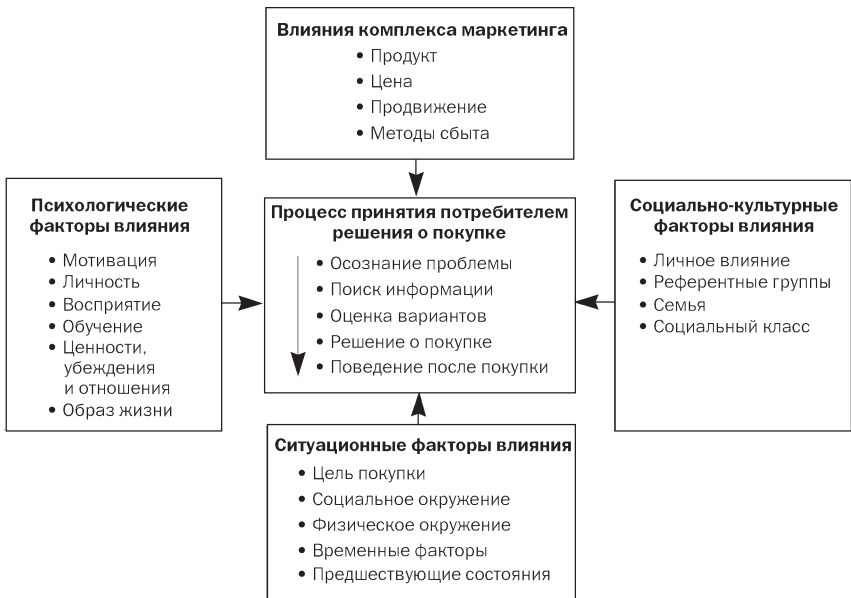 Влияния комплекса маркетинга
• Продукт
• Цена
• Продвижение
• Методы сбыта
Психологические
факторы влияния
• Мотивация
• Личность
• Восприятие
• Обучение
• Ценности,
убеждения
и отношения
• Образ жизни
Процесс принятия потребителем
решения о покупке
• Осознание проблемы
• Поиск информации
• Оценка вариантов
• Решение о покупке
• Поведение после покупки
Социально-культурные
факторы влияния
• Личное влияние
• Референтные группы
• Семья
• Социальный класс
Ситуационные факторы влияния
• Цель покупки
• Социальное окружение
• Физическое окружение
• Временные факторы
• Предшествующие состояния